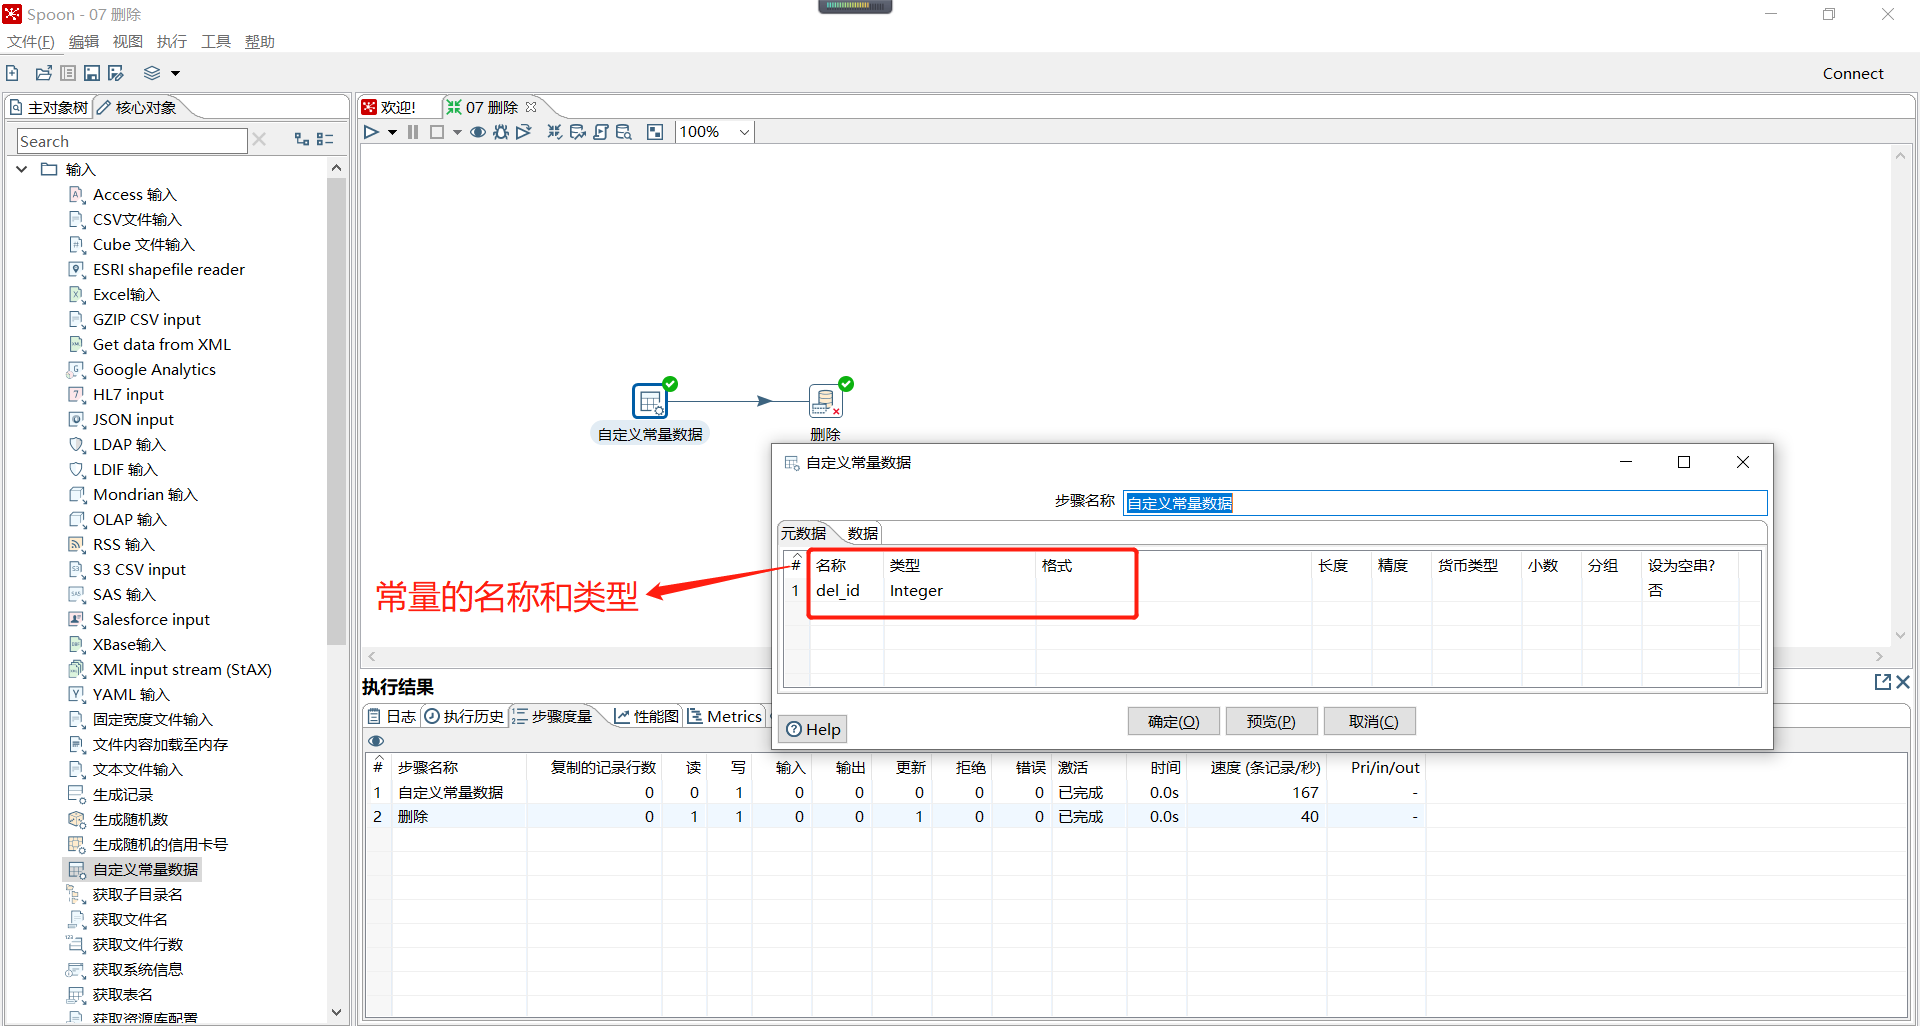 Spoon - 07 删除
文件(F) 编辑 视图 执行 工具 帮助
Connect
主对象树 核心对象
Search
输入
Access 输入
CSV文件输入
Cube 文件输入
ESRI shapefile reader
Excel输入
GZIP CSV input
Get data from XML
Google Analytics
HL7 input
JSON input
LDAP 输入
LDIF 输入
Mondrian 输入
OLAP 输入
RSS 输入
S3 CSV input
SAS 输入
Salesforce input
XBase输入
XML input stream (StAX)
YAML 输入
固定宽度文件输入
文件内容加载至内存
文本文件输入
生成记录
生成随机数
生成随机的信用卡号
自定义常量数据
获取子目录名
获取文件名
获取文件行数
获取系统信息
获取表名
获取资源库配置
欢迎! 07 删除
100%
自定义常量数据
删除
常量的名称和类型
自定义常量数据
步骤名称 自定义常量数据
元数据 数据
# 名称 类型 格式 长度 精度 货币类型 小数 分组 设为空串?
1 del_id Integer 否
Help 确定(O) 预览(P) 取消(C)
执行结果
日志 执行历史 步骤度量 性能图 Metrics
# 步骤名称 复制的记录行数 读 写 输入 输出 更新 拒绝 错误 激活 时间 速度 (条记录/秒) Pri/in/out
1 自定义常量数据 0 0 1 0 0 0 0 0 已完成 0.0s 167 -
2 删除 0 1 1 0 0 1 0 0 已完成 0.0s 40 -